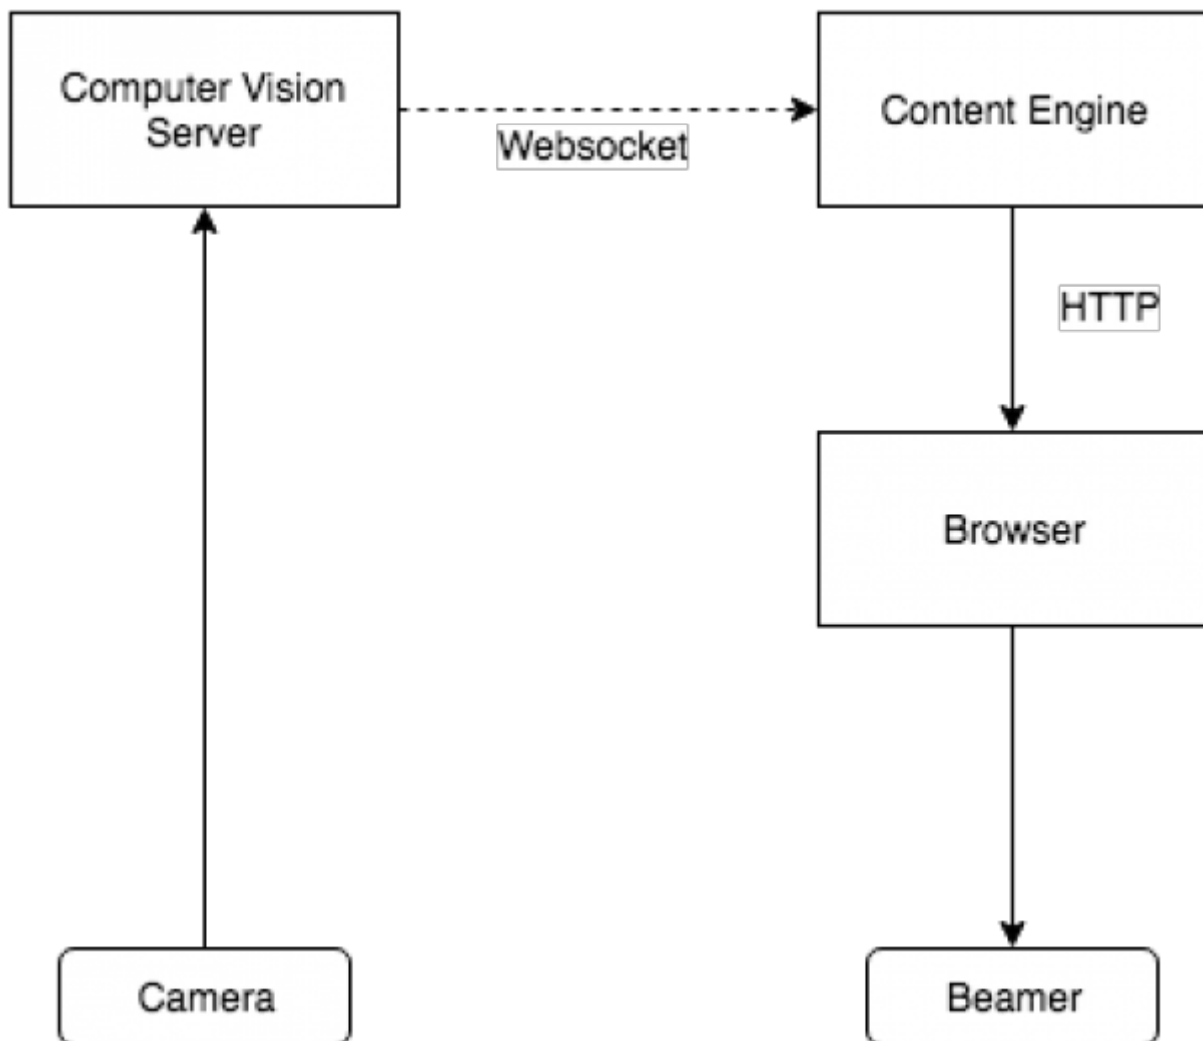 Computer Vision
Server
Websocket
Content Engine
HTTP
Browser
Camera
Beamer